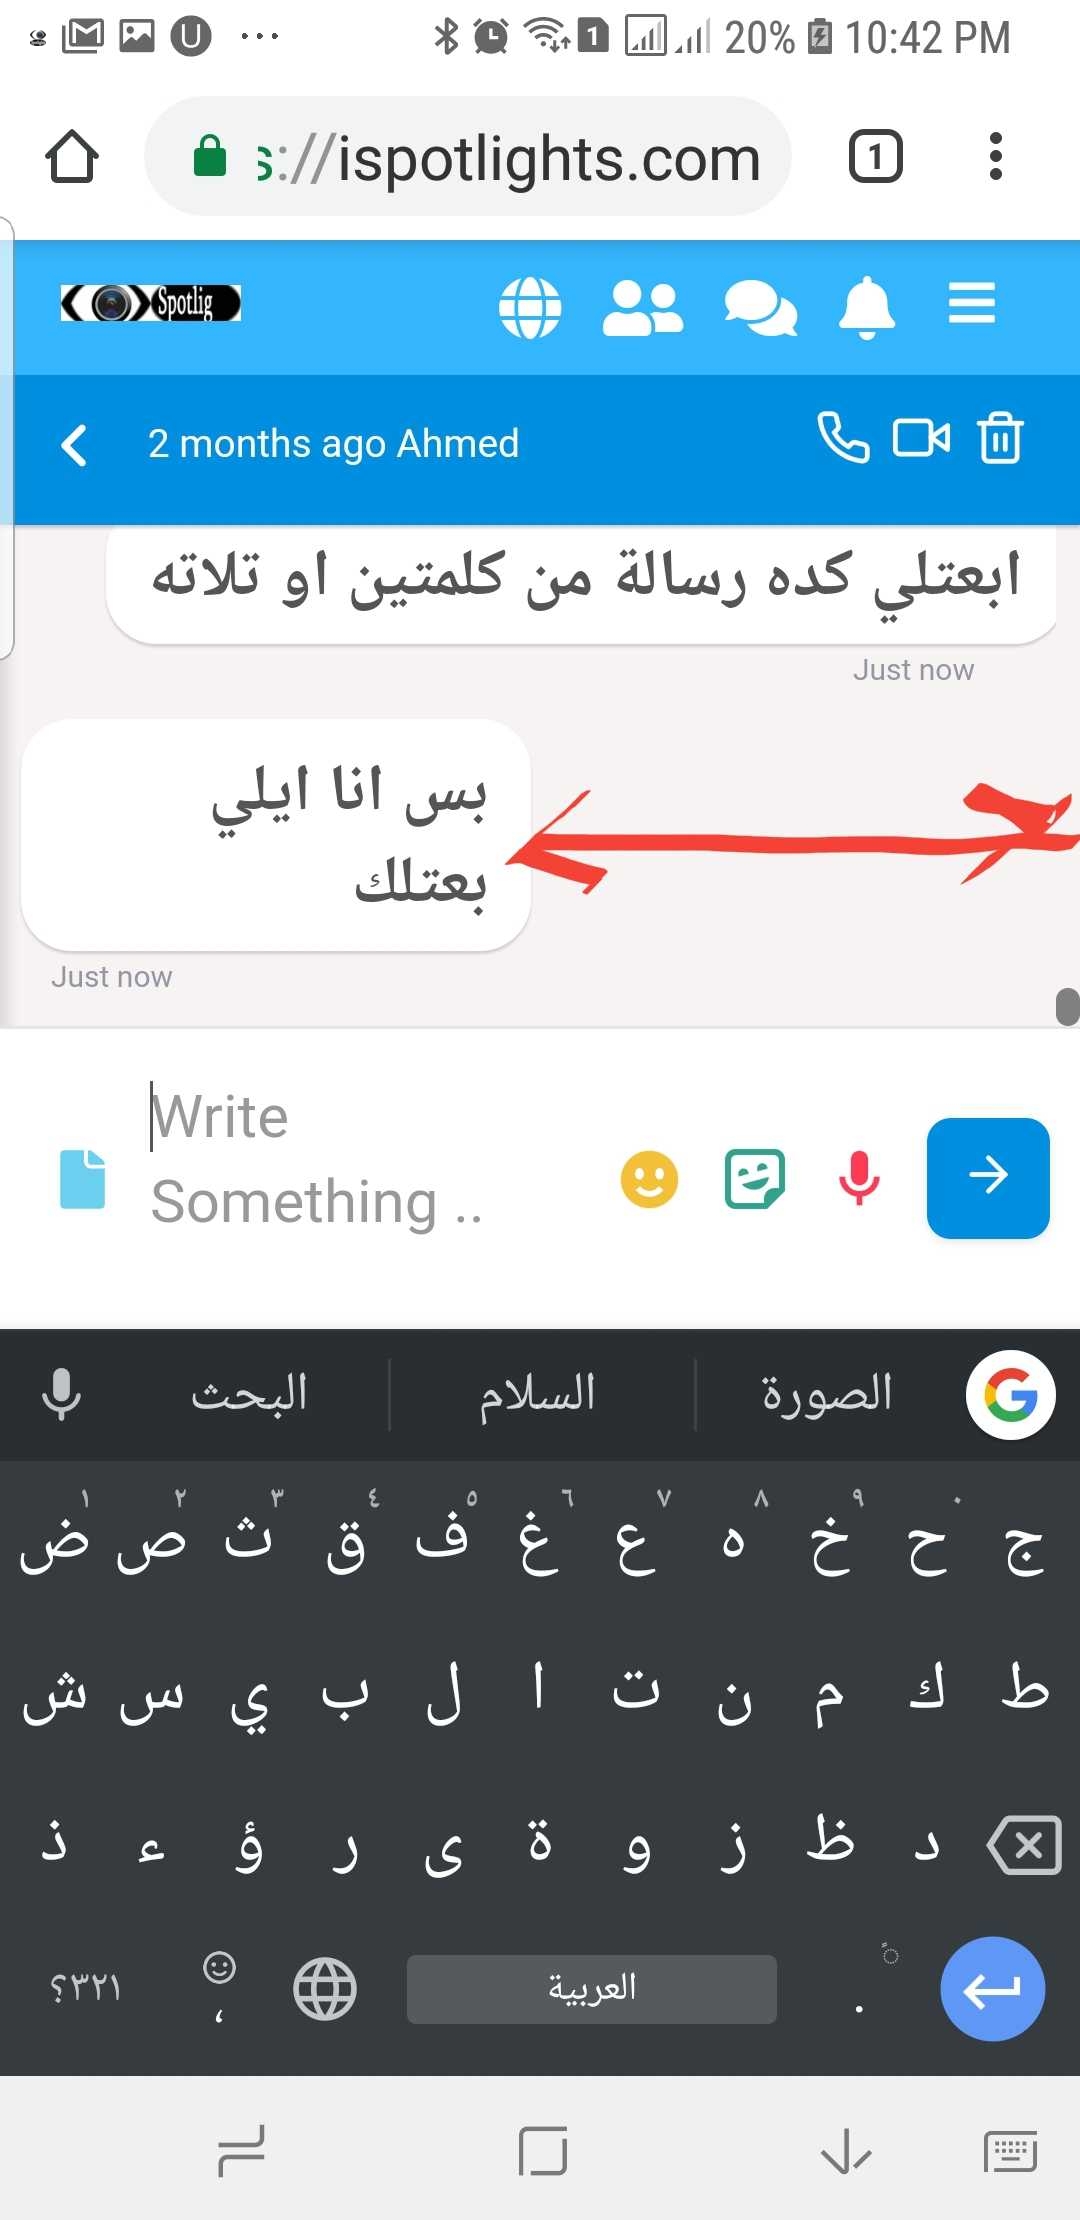 1 20% 10:42 PM
s://ispotlights.com 1
Spotlig
2 months ago Ahmed
ابعتلي كده رسالة من كلمتين او تلاته
Just now
بس انا ايلي
بعتلك
Just now
Write
Something ..
البحث السلام الصورة
١ ٢ ٣ ٤ ٥ ٦ ٧ ٨ ٩ ٠
ض ص ث ق ف غ ع ه خ ح ج
ش س ي ب ل ا ت ن م ك ط
ذ ء ؤ ر ى ة و ز ظ د
؟٣٢١ ، العربية .